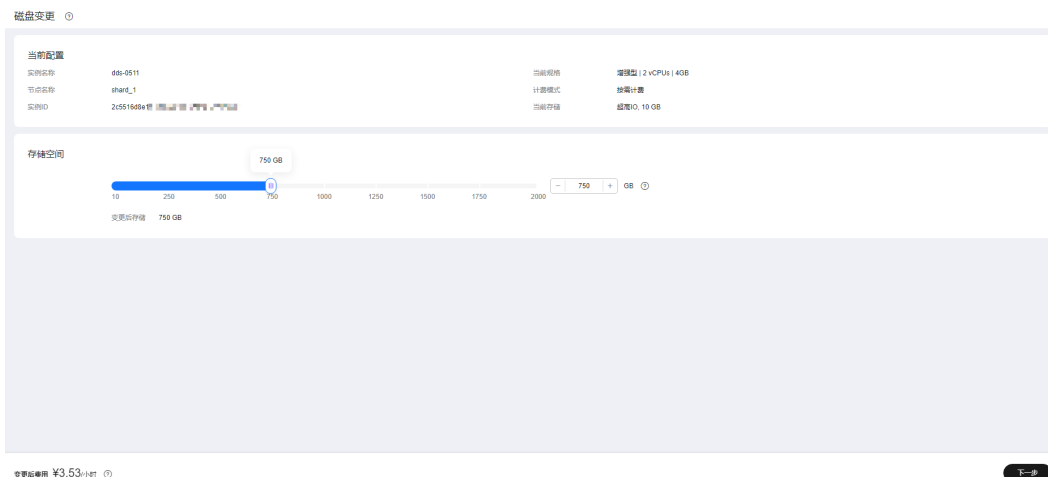 磁盘变更
当前配置
实例名称 dds-0511 当前规格 增强型 | 2 vCPUs | 4GB
节点名称 shard_1 计费模式 按需计费
实例ID 2c5516d8e1 当前存储 超高IO, 10 GB
存储空间
750 GB
- 750 + GB
10 250 500 750 1000 1250 1500 1750 2000
变更后存储 750 GB
变更后费用 ¥3.53/小时
下一步